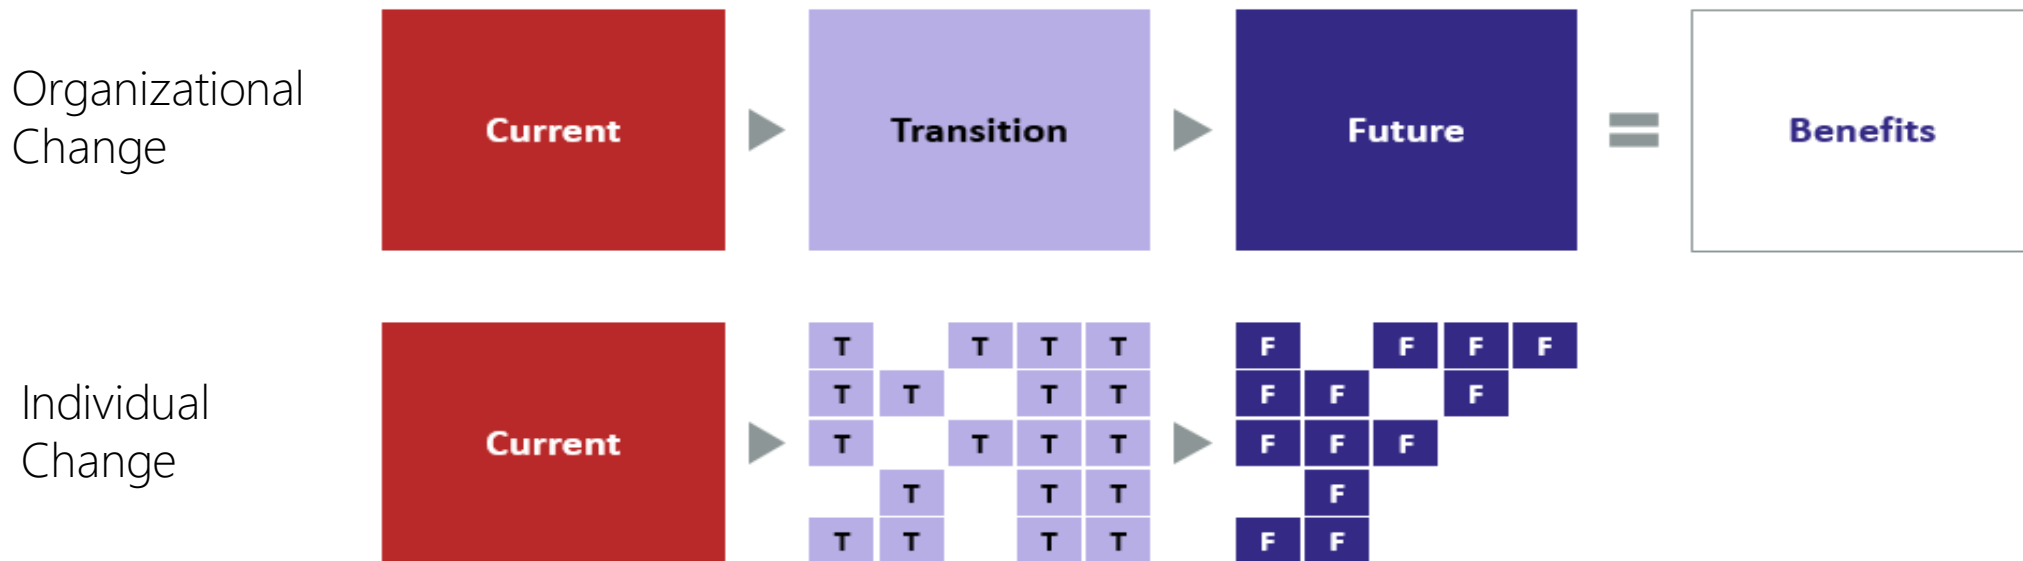 Organizational
Change
Current
Transition
Future
Benefits
Individual
Change
Current
T T T T
T T T T
T T T T
T T T
T T T T
F F F F
F F F
F F F
F
F F